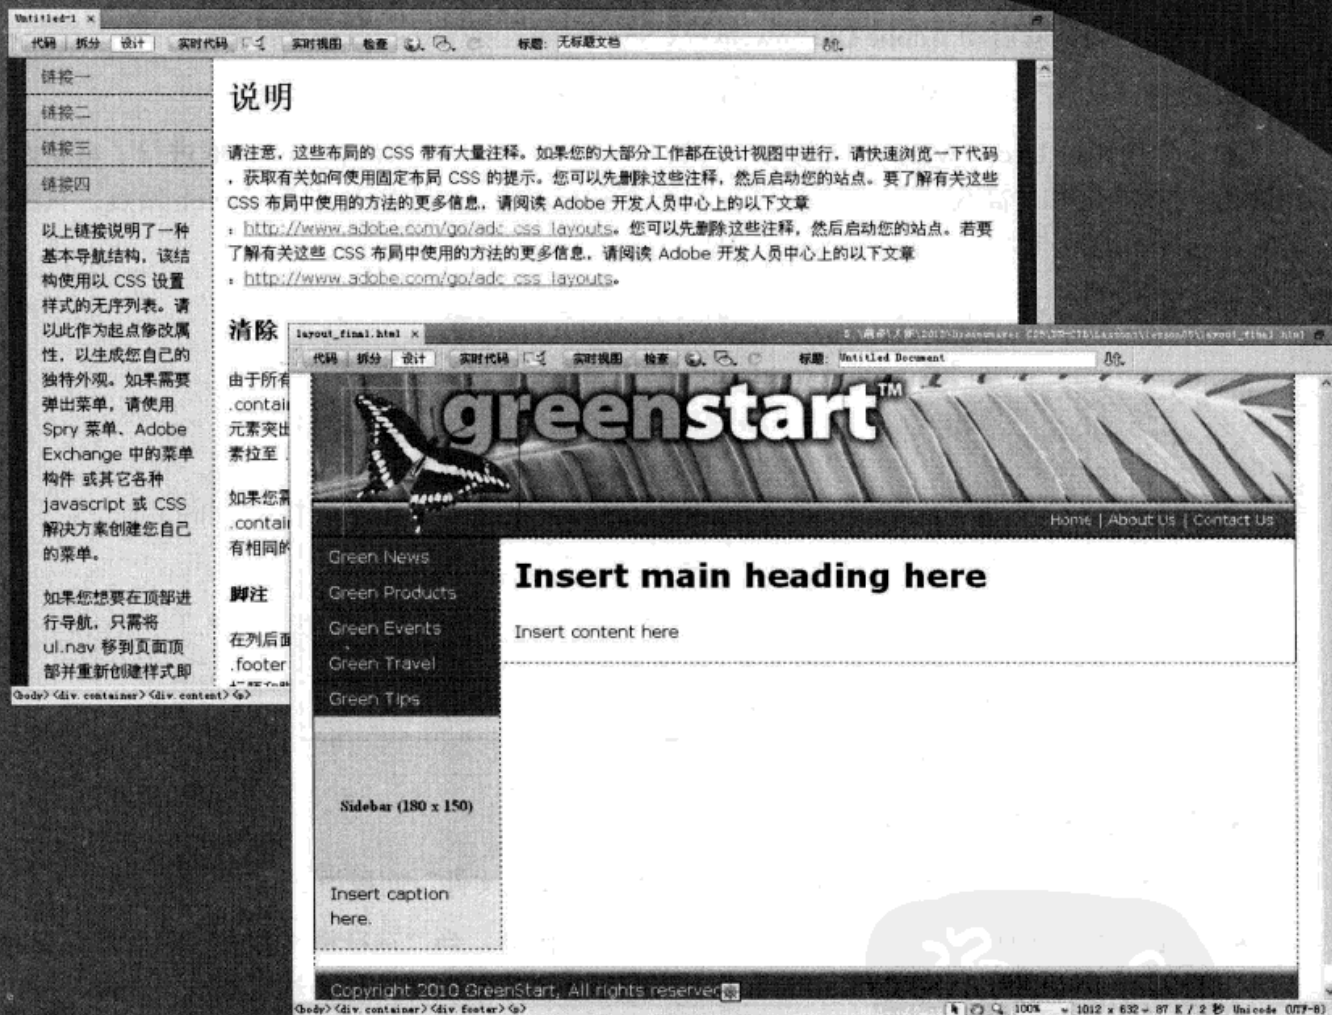 Untitled-1 ×
代码 拆分 设计 实时代码 实时视图 检查 标题: 无标题文档
链接一
链接二
链接三
链接四
以上链接说明了一种
基本导航结构，该结
构使用以 CSS 设置
样式的无序列表。请
以此作为起点修改属
性，以生成您自己的
独特外观。如果需要
弹出菜单，请使用
Spry 菜单、Adobe
Exchange 中的菜单
构件 或其它各种
javascript 或 CSS
解决方案创建您自己
的菜单。
如果您想要在顶部进
行导航，只需将
ul.nav 移到页面顶
部并重新创建样式即
说明
请注意，这些布局的 CSS 带有大量注释。如果您的大部分工作都在设计视图中进行，请快速浏览一下代码
，获取有关如何使用固定布局 CSS 的提示。您可以先删除这些注释，然后启动您的站点。要了解有关这些
CSS 布局中使用的方法的更多信息，请阅读 Adobe 开发人员中心上的以下文章
：http://www.adobe.com/go/adc_css_layouts。您可以先删除这些注释，然后启动您的站点。若要
了解有关这些 CSS 布局中使用的方法的更多信息，请阅读 Adobe 开发人员中心上的以下文章
：http://www.adobe.com/go/adc_css_layouts。
清除
由于所有
.contai
元素突出
素拉至
如果您需
.contai
有相同的
脚注
在列后面
.footer
<body> <div.container> <div.content> <p>
layout_final.html ×
代码 拆分 设计 实时代码 实时视图 检查 标题: Untitled Document
greenstart™
Home | About Us | Contact Us
Green News
Green Products
Green Events
Green Travel
Green Tips
Sidebar (180 x 150)
Insert caption
here.
Insert main heading here
Insert content here
Copyright 2010 GreenStart, All rights reserved
<body> <div.container> <div.footer> <p>
100% 1012 x 632 87 K / 2 秒 Unicode (UTF-8)